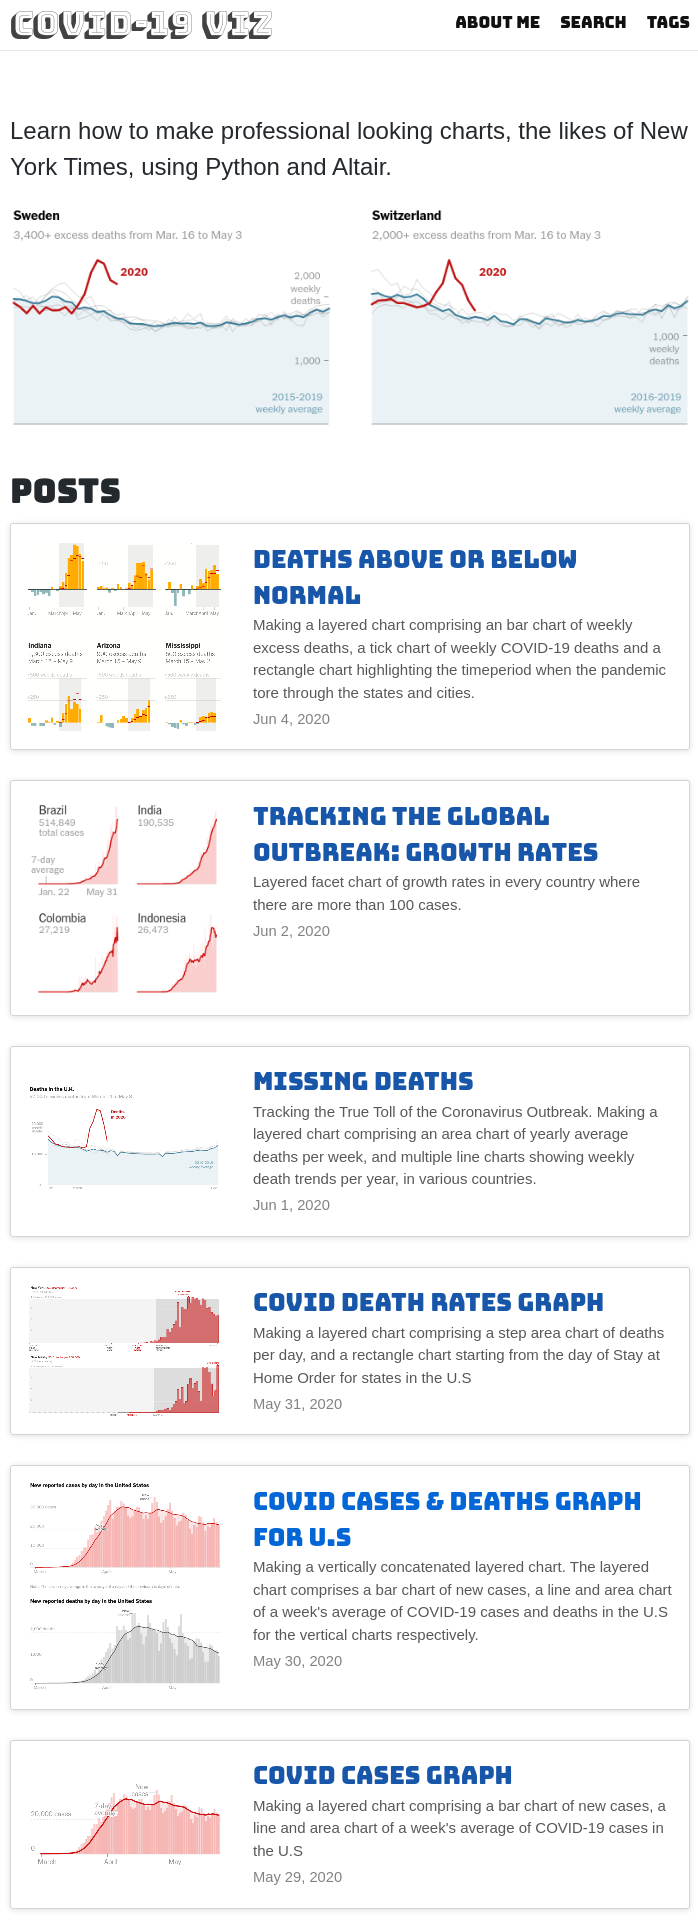 COVID-19 VIZ
ABOUT ME SEARCH TAGS
Learn how to make professional looking charts, the likes of New
York Times, using Python and Altair.
Sweden
3,400+ excess deaths from Mar. 16 to May 3
2020
2,000
weekly
deaths
1,000
2015-2019
weekly average
Switzerland
2,000+ excess deaths from Mar. 16 to May 3
2020
1,000
weekly
deaths
2016-2019
weekly average
POSTS
Indiana
Arizona
Mississippi
DEATHS ABOVE OR BELOW
NORMAL
Making a layered chart comprising an bar chart of weekly
excess deaths, a tick chart of weekly COVID-19 deaths and a
rectangle chart highlighting the timeperiod when the pandemic
tore through the states and cities.
Jun 4, 2020
Brazil
514,849
total cases
7-day
average
Jan. 22 May 31
India
190,535
Colombia
27,219
Indonesia
26,473
TRACKING THE GLOBAL
OUTBREAK: GROWTH RATES
Layered facet chart of growth rates in every country where
there are more than 100 cases.
Jun 2, 2020
Deaths in the U.K.
Deaths
in 2020
MISSING DEATHS
Tracking the True Toll of the Coronavirus Outbreak. Making a
layered chart comprising an area chart of yearly average
deaths per week, and multiple line charts showing weekly
death trends per year, in various countries.
Jun 1, 2020
COVID DEATH RATES GRAPH
Making a layered chart comprising a step area chart of deaths
per day, and a rectangle chart starting from the day of Stay at
Home Order for states in the U.S
May 31, 2020
New reported cases by day in the United States
March April May
New reported deaths by day in the United States
March April May
COVID CASES & DEATHS GRAPH
FOR U.S
Making a vertically concatenated layered chart. The layered
chart comprises a bar chart of new cases, a line and area chart
of a week's average of COVID-19 cases and deaths in the U.S
for the vertical charts respectively.
May 30, 2020
New
cases
7-day
average
20,000 cases
0
March April May
COVID CASES GRAPH
Making a layered chart comprising a bar chart of new cases, a
line and area chart of a week's average of COVID-19 cases in
the U.S
May 29, 2020